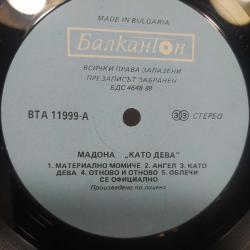 MADE IN BULGARIA
Балкантон
ВСИЧКИ ПРАВА ЗАПАЗЕНИ
ПРЕЗАПИСЪТ ЗАБРАНЕН
БДС 4648-88
ВТА 11999-А
33 СТЕРЕО
МАДОНА „КАТО ДЕВА"
1. МАТЕРИАЛНО МОМИЧЕ 2. АНГЕЛ 3. КАТО
ДЕВА 4. ОТНОВО И ОТНОВО 5. ОБЛЕЧИ
СЕ ОФИЦИАЛНО
Произведено по лиценз